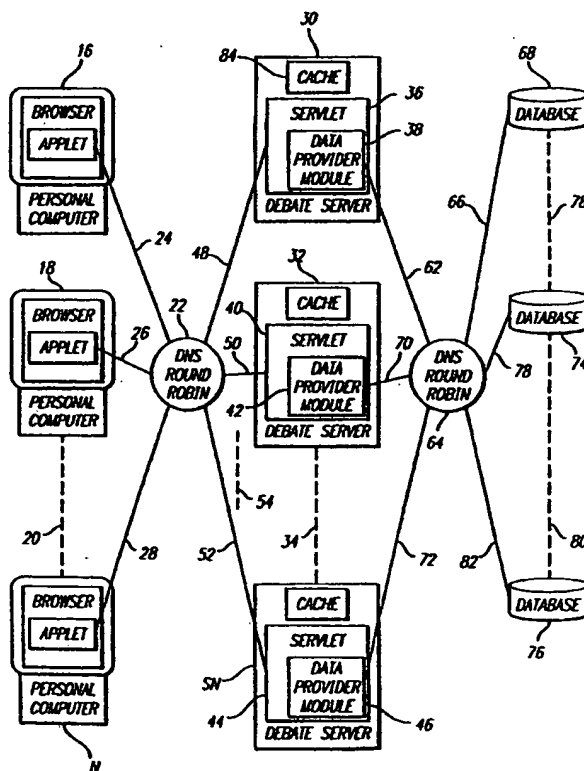 30
16
84
CACHE
36
68
BROWSER
APPLET
SERVLET
38
DATABASE
DATA
PROVIDER
MODULE
PERSONAL
COMPUTER
DEBATE SERVER
24
48
66
78
62
32
18
22
40
CACHE
BROWSER
APPLET
26
DNS
ROUND
ROBIN
50
SERVLET
70
DATA
PROVIDER
MODULE
42
DNS
ROUND
ROBIN
64
DATABASE
78
74
PERSONAL
COMPUTER
DEBATE SERVER
54
20
28
52
34
72
82
80
BROWSER
APPLET
CACHE
SERVLET
DATABASE
76
PERSONAL
COMPUTER
SN
DATA
PROVIDER
MODULE
44
46
DEBATE SERVER
N